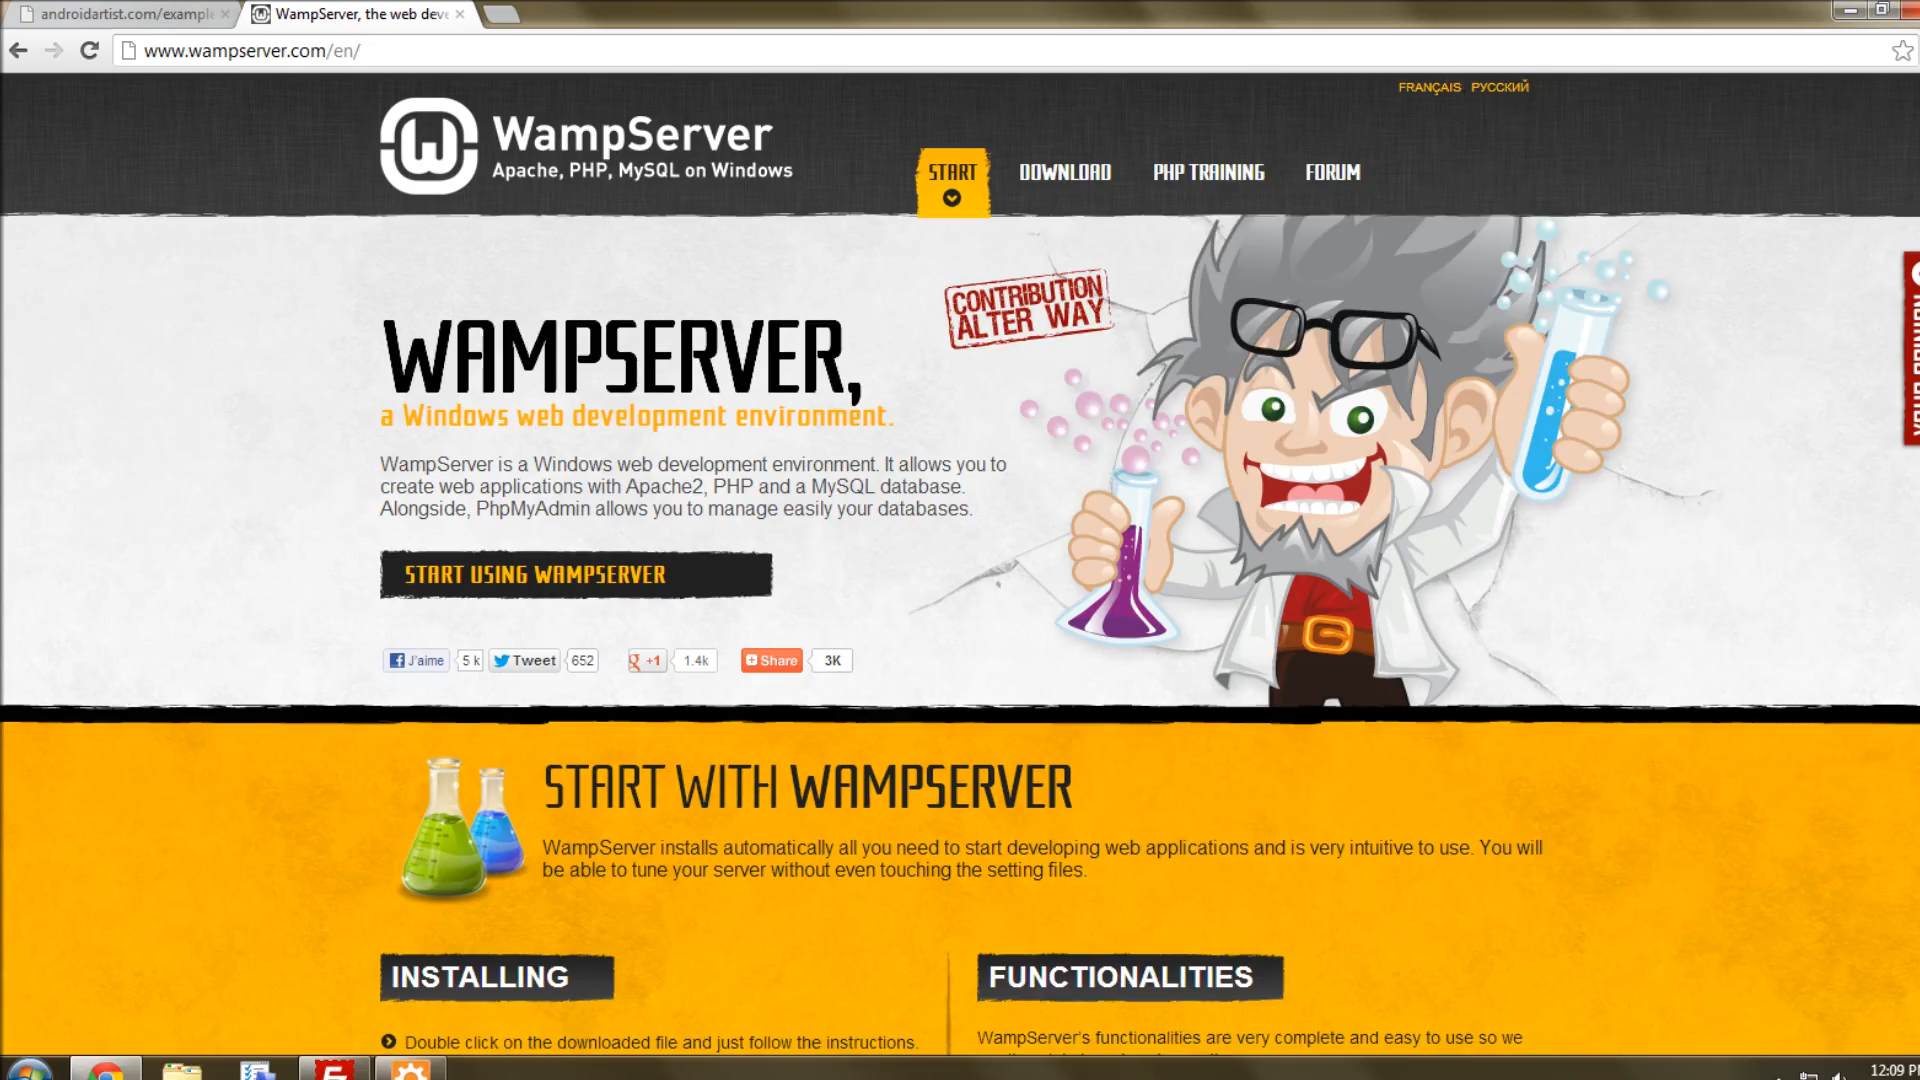 androidartist.com/example
WampServer, the web deve
www.wampserver.com/en/
FRANÇAIS РУССКИЙ
WampServer
Apache, PHP, MySQL on Windows
START
DOWNLOAD
PHP TRAINING
FORUM
CONTRIBUTION
ALTER WAY
WAMPSERVER,
a Windows web development environment.
WampServer is a Windows web development environment. It allows you to
create web applications with Apache2, PHP and a MySQL database.
Alongside, PhpMyAdmin allows you to manage easily your databases.
START USING WAMPSERVER
J'aime 5 k Tweet 652 +1 1.4k Share 3K
START WITH WAMPSERVER
WampServer installs automatically all you need to start developing web applications and is very intuitive to use. You will
be able to tune your server without even touching the setting files.
INSTALLING
Double click on the downloaded file and just follow the instructions.
FUNCTIONALITIES
WampServer's functionalities are very complete and easy to use so we
12:09 P